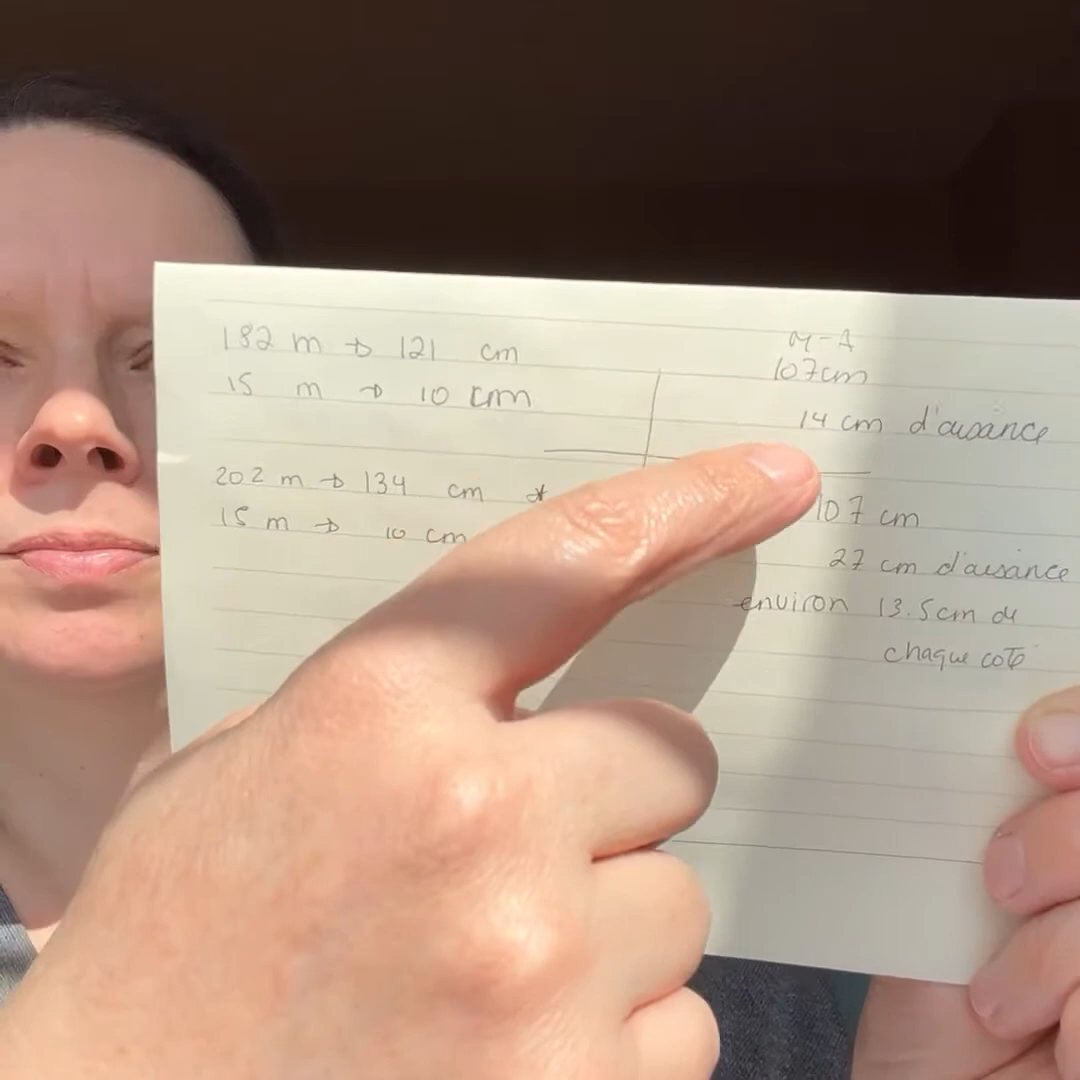 182 m → 121 cm
15 m → 10 cm
M-A
107cm
14 cm d'aisance
202 m → 134 cm *
15 m → 10 cm
107 cm
27 cm d'aisance
environ 13.5cm de
chaque coté